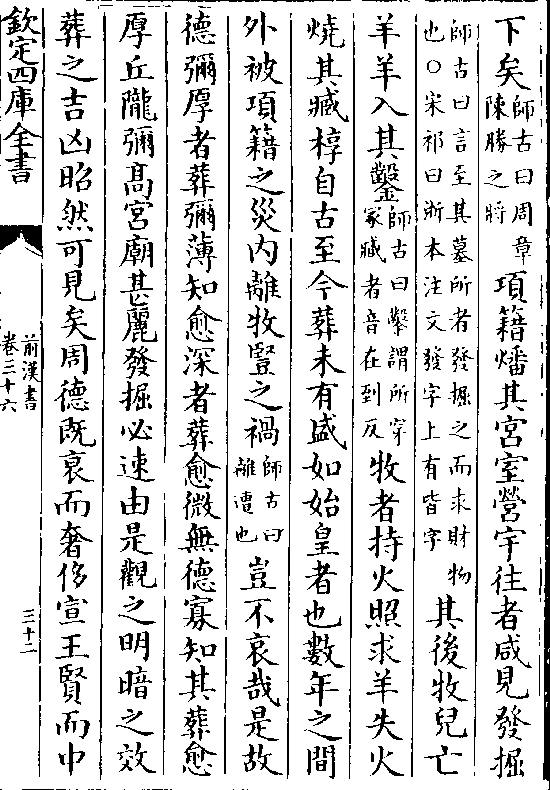 下矣師古曰周章陳勝之將項籍燔其宮室營宇往者咸見發掘
師古曰言至其墓所者發掘之而求財物也○宋祁曰浙本注文發字上有皆字其後牧兒亡
羊羊入其鑿師古曰鑿謂所穿冢臧者音在到反牧者持火照求羊失火
燒其臧椁自古至今葬未有盛如始皇者也數年之間
外被項籍之災內離牧豎之禍師古曰離遭也豈不哀哉是故
德彌厚者葬彌薄知愈深者葬愈微無德寡知其葬愈
厚丘隴彌髙宮廟甚麗發掘必速由是觀之明暗之效
葬之吉凶昭然可見矣周德既衰而奢侈宣王賢而中
欽定四庫全書
前漢書
卷三十六
三十二